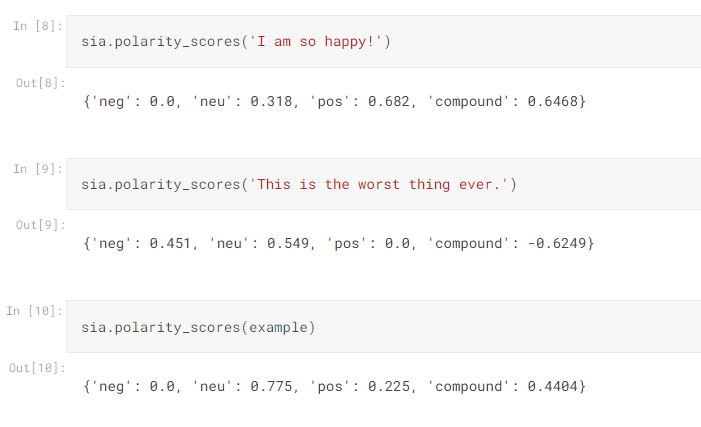 In [8]:
sia.polarity_scores('I am so happy!')
Out[8]:
{'neg': 0.0, 'neu': 0.318, 'pos': 0.682, 'compound': 0.6468}
In [9]:
sia.polarity_scores('This is the worst thing ever.')
Out[9]:
{'neg': 0.451, 'neu': 0.549, 'pos': 0.0, 'compound': -0.6249}
In [10]:
sia.polarity_scores(example)
Out[10]:
{'neg': 0.0, 'neu': 0.775, 'pos': 0.225, 'compound': 0.4404}